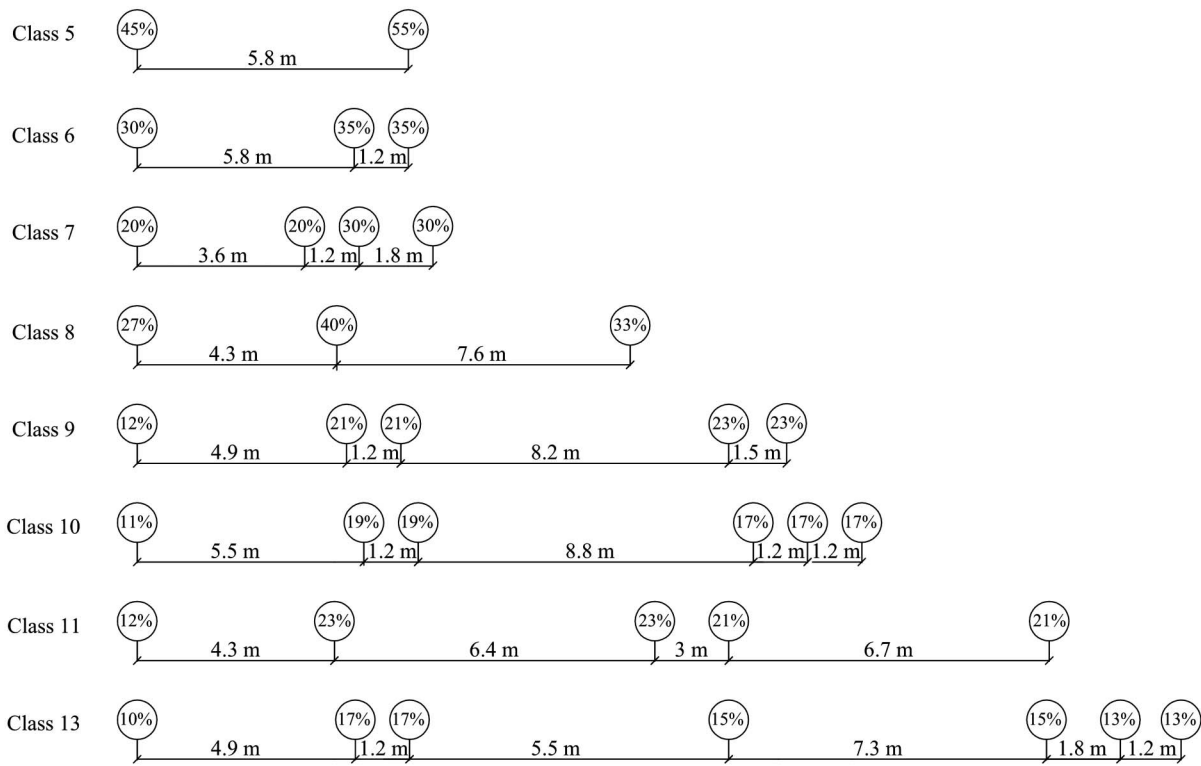 Class 5 45% 55%
5.8 m
Class 6 30% 35% 35%
5.8 m 1.2 m
Class 7 20% 20% 30% 30%
3.6 m 1.2 m 1.8 m
Class 8 27% 40% 33%
4.3 m 7.6 m
Class 9 12% 21% 21% 23% 23%
4.9 m 1.2 m 8.2 m 1.5 m
Class 10 11% 19% 19% 17% 17% 17%
5.5 m 1.2 m 8.8 m 1.2 m 1.2 m
Class 11 12% 23% 23% 21% 21%
4.3 m 6.4 m 3 m 6.7 m
Class 13 10% 17% 17% 15% 15% 13% 13%
4.9 m 1.2 m 5.5 m 7.3 m 1.8 m 1.2 m